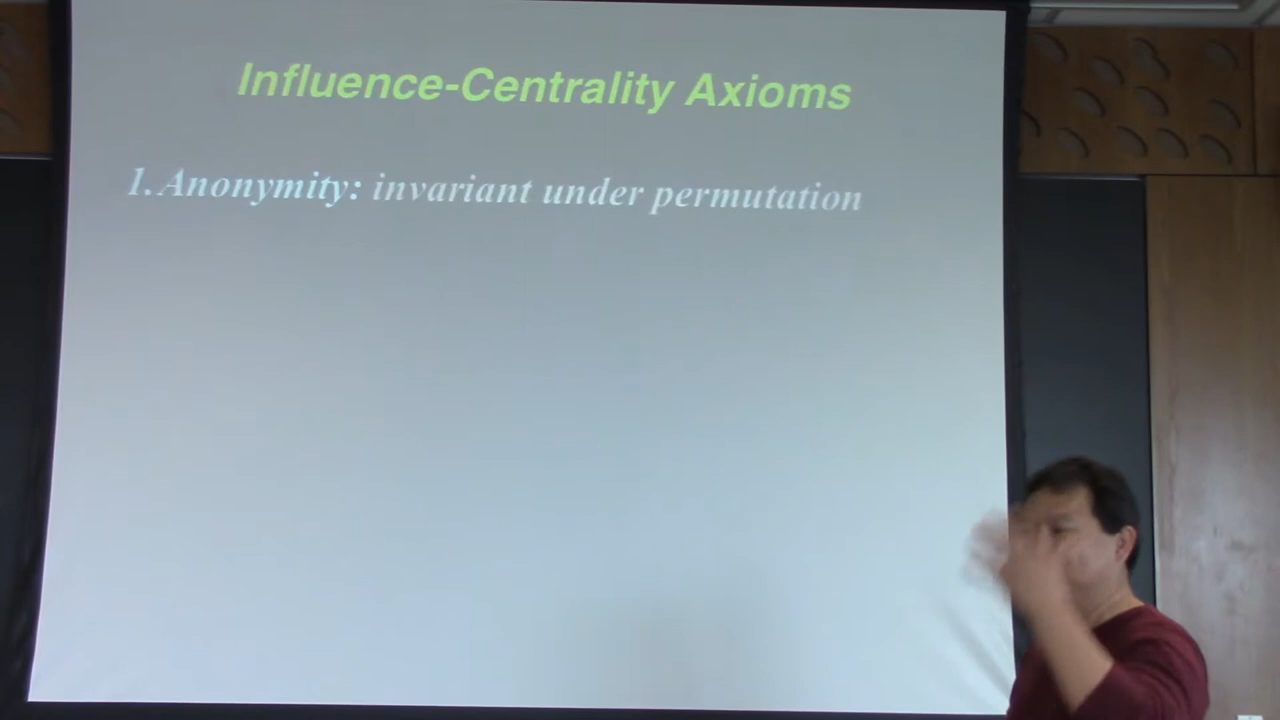 Influence-Centrality Axioms
1. Anonymity: invariant under permutation